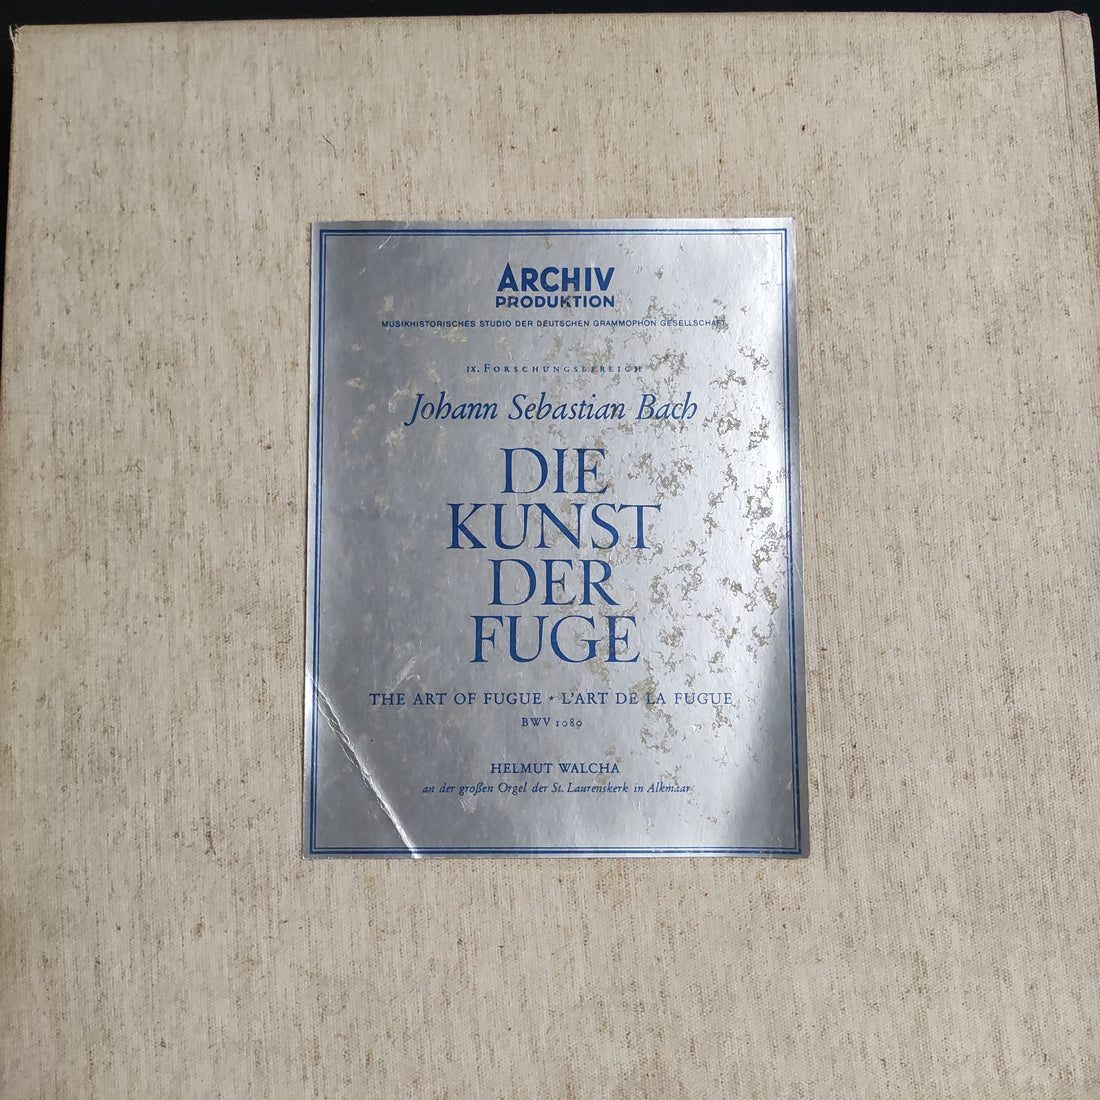 ARCHIV
PRODUKTION
MUSIKHISTORISCHES STUDIO DER DEUTSCHEN GRAMMOPHON GESELLSCHAFT
IX. FORSCHUNGSBEREICH
Johann Sebastian Bach
DIE
KUNST
DER
FUGE
THE ART OF FUGUE ⋆ L'ART DE LA FUGUE
BWV 1080
HELMUT WALCHA
an der großen Orgel der St. Laurenskerk in Alkmaar